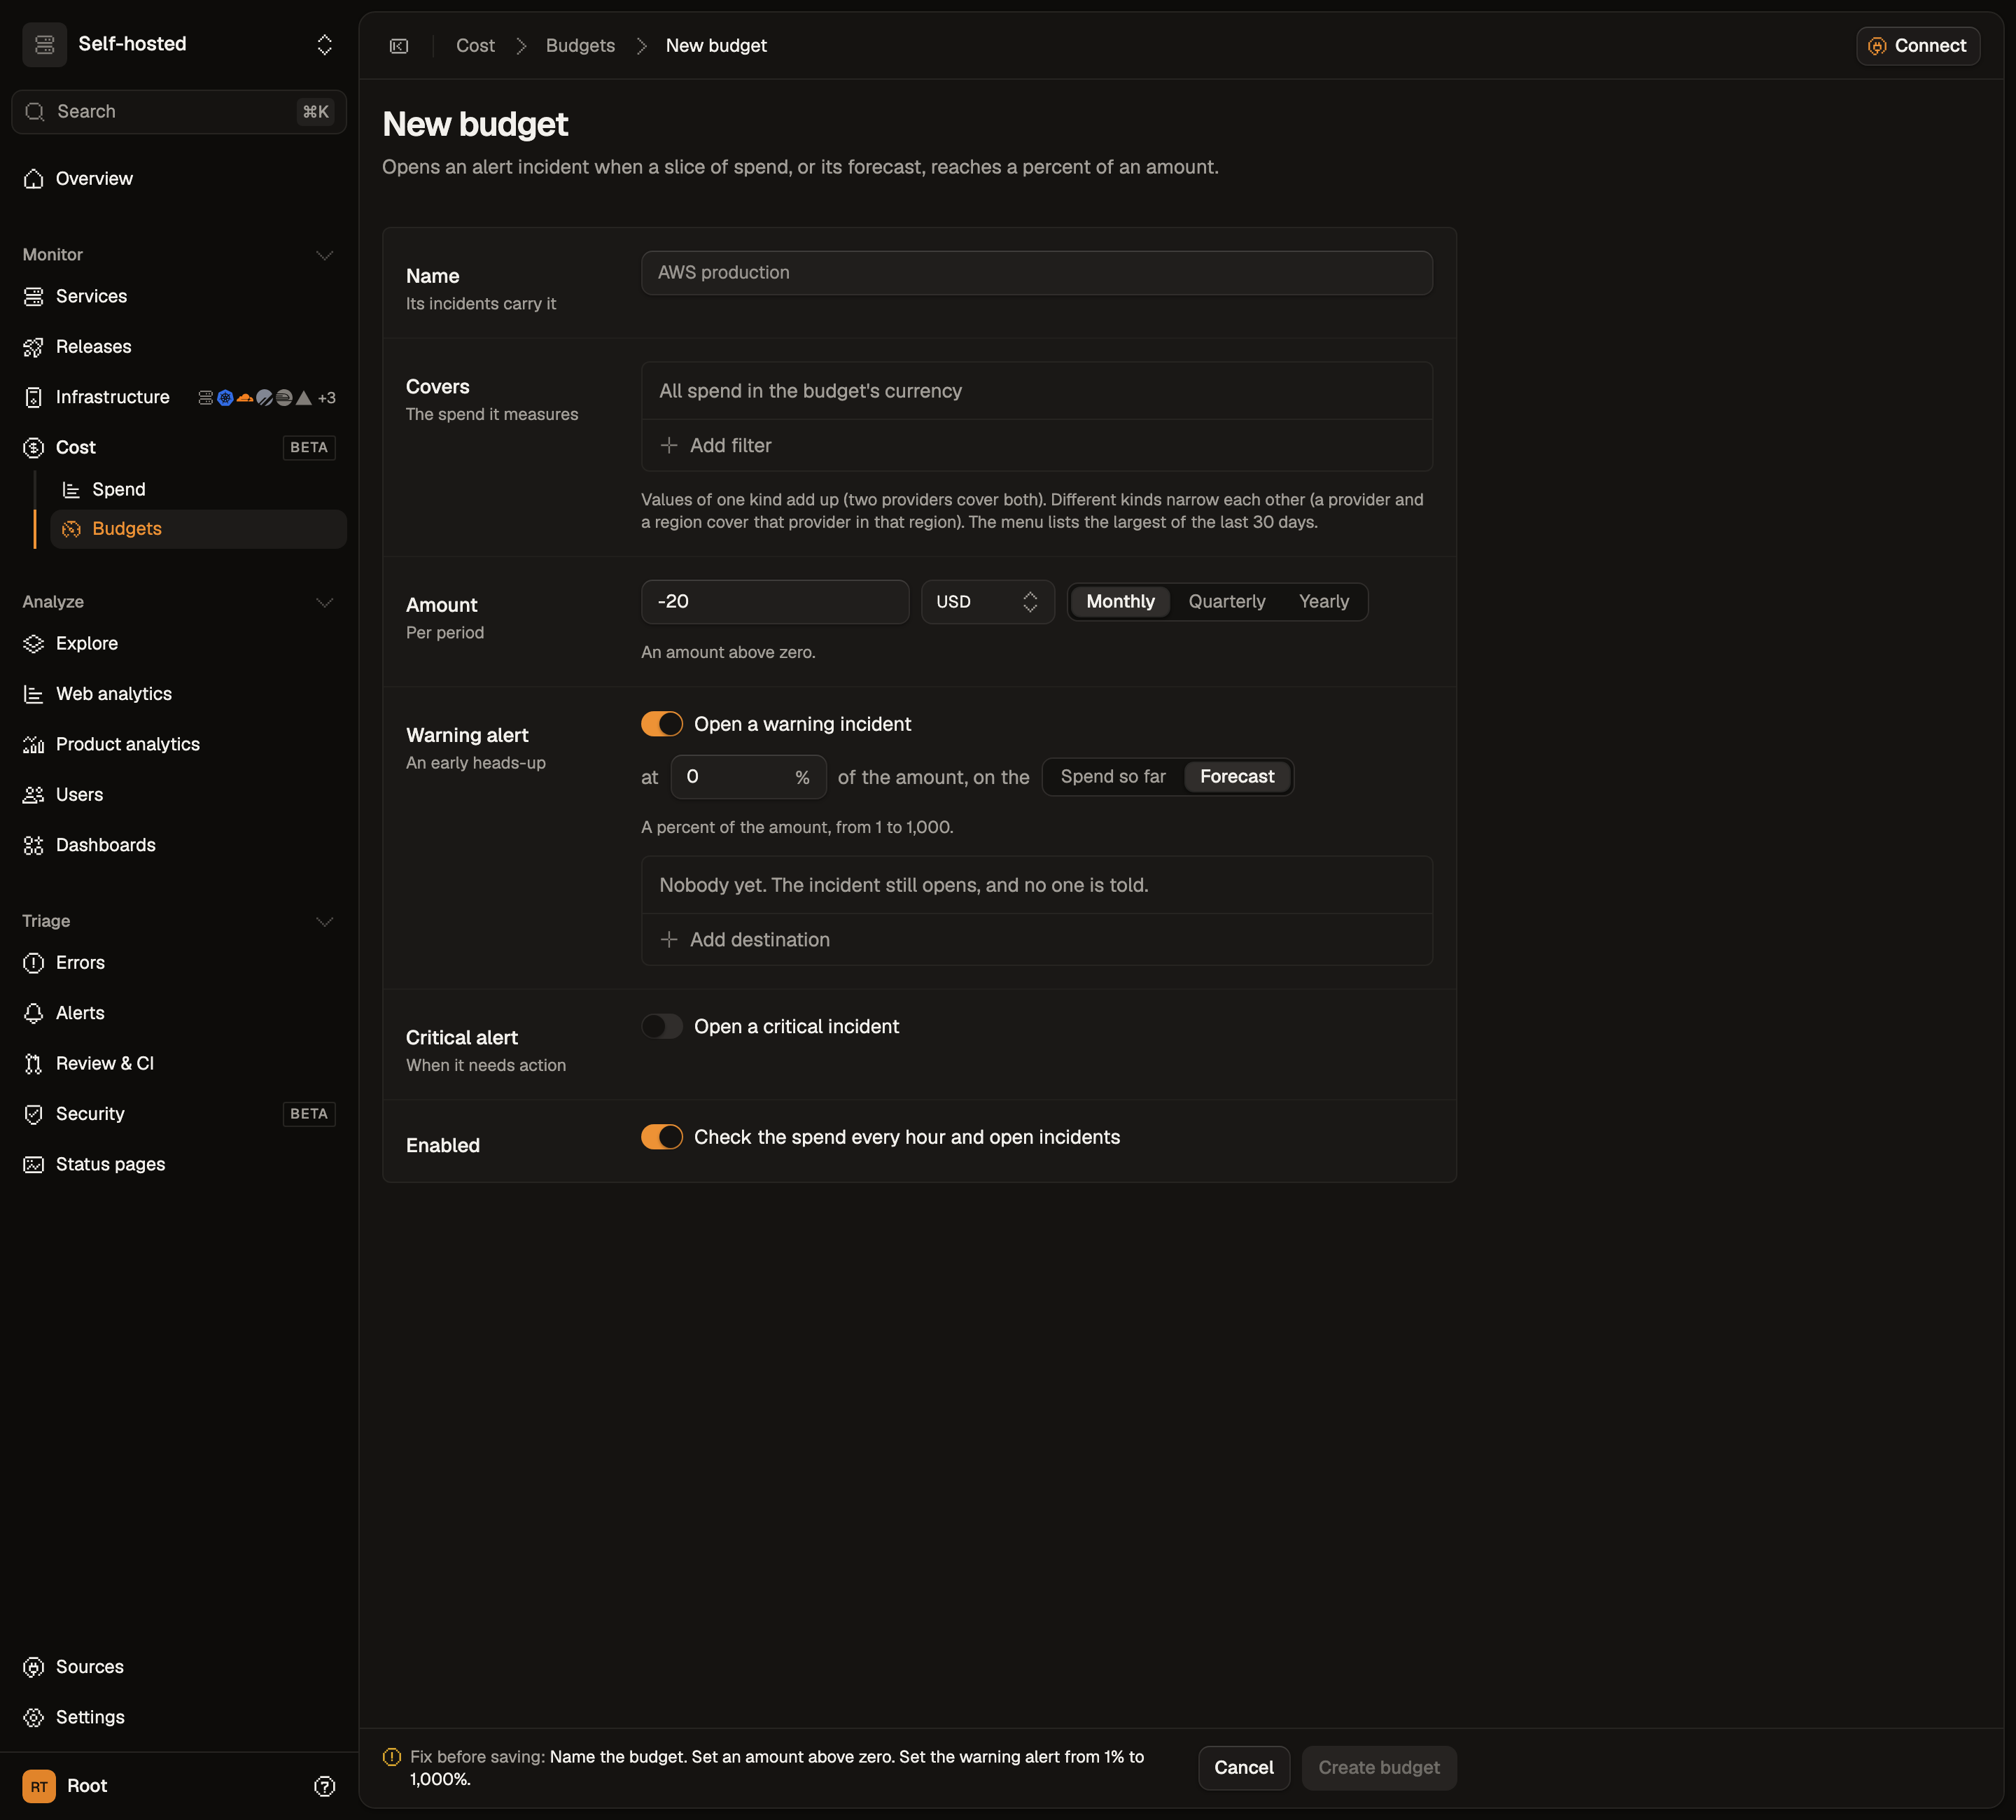 Self-hosted
Search ⌘K
Overview
Monitor
Services
Releases
Infrastructure +3
Cost BETA
Spend
Budgets
Analyze
Explore
Web analytics
Product analytics
Users
Dashboards
Triage
Errors
Alerts
Review & CI
Security BETA
Status pages
Sources
Settings
RT Root
Cost Budgets New budget
Connect
New budget
Opens an alert incident when a slice of spend, or its forecast, reaches a percent of an amount.
Name
Its incidents carry it
AWS production
Covers
The spend it measures
All spend in the budget's currency
Add filter
Values of one kind add up (two providers cover both). Different kinds narrow each other (a provider and
a region cover that provider in that region). The menu lists the largest of the last 30 days.
Amount
Per period
-20 USD Monthly Quarterly Yearly
An amount above zero.
Warning alert
An early heads-up
Open a warning incident
at 0 % of the amount, on the Spend so far Forecast
A percent of the amount, from 1 to 1,000.
Nobody yet. The incident still opens, and no one is told.
Add destination
Critical alert
When it needs action
Open a critical incident
Enabled
Check the spend every hour and open incidents
Fix before saving: Name the budget. Set an amount above zero. Set the warning alert from 1% to
1,000%.
Cancel
Create budget